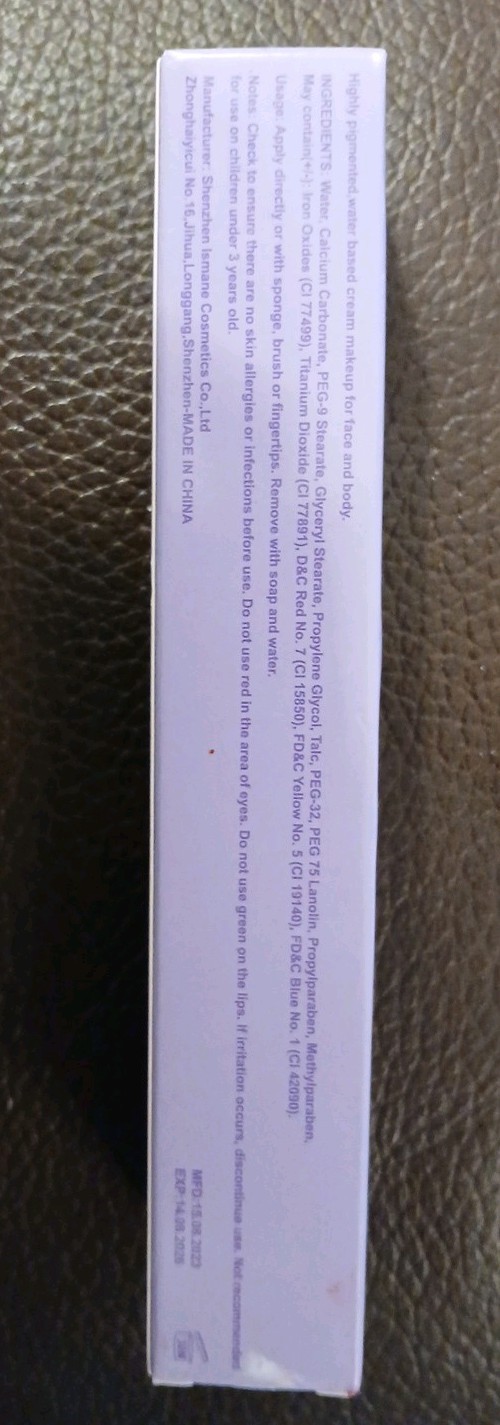 Highly pigmented,water based cream makeup for face and body.
INGREDIENTS: Water, Calcium Carbonate, PEG-9 Stearate, Glyceryl Stearate, Propylene Glycol, Talc, PEG-32, PEG 75 Lanolin, Propylparaben, Methylparaben,
May contain(+/-): Iron Oxides (CI 77499), Titanium Dioxide (CI 77891), D&C Red No. 7 (CI 15850), FD&C Yellow No. 5 (CI 19140), FD&C Blue No. 1 (CI 42090).
Usage: Apply directly or with sponge, brush or fingertips. Remove with soap and water.
Notes: Check to ensure there are no skin allergies or infections before use. Do not use red in the area of eyes. Do not use green on the lips. If irritation occurs, discontinue use. Not recommended
for use on children under 3 years old.
Manufacturer: Shenzhen Ismane Cosmetics Co.,Ltd
Zhonghaiyicui No.16,Jihua,Longgang,Shenzhen-MADE IN CHINA
MFD:15.08.2023
EXP:14.08.2026